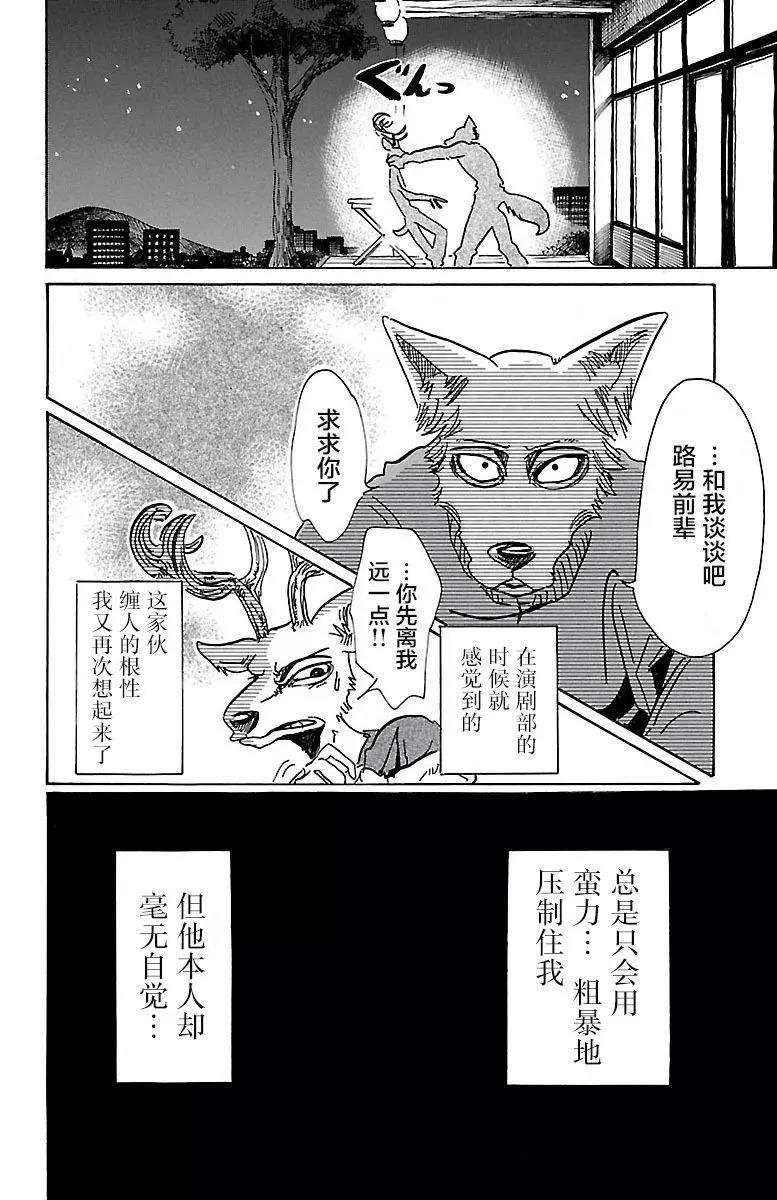 ぐんっ
…和我谈谈吧
路易前辈
求求你了
…你先离我
远一点!!
在演剧部的
时候就
感觉到的
这家伙
缠人的根性
我又再次想起来了
总是只会用
蛮力… 粗暴地
压制住我
但他本人却
毫无自觉…